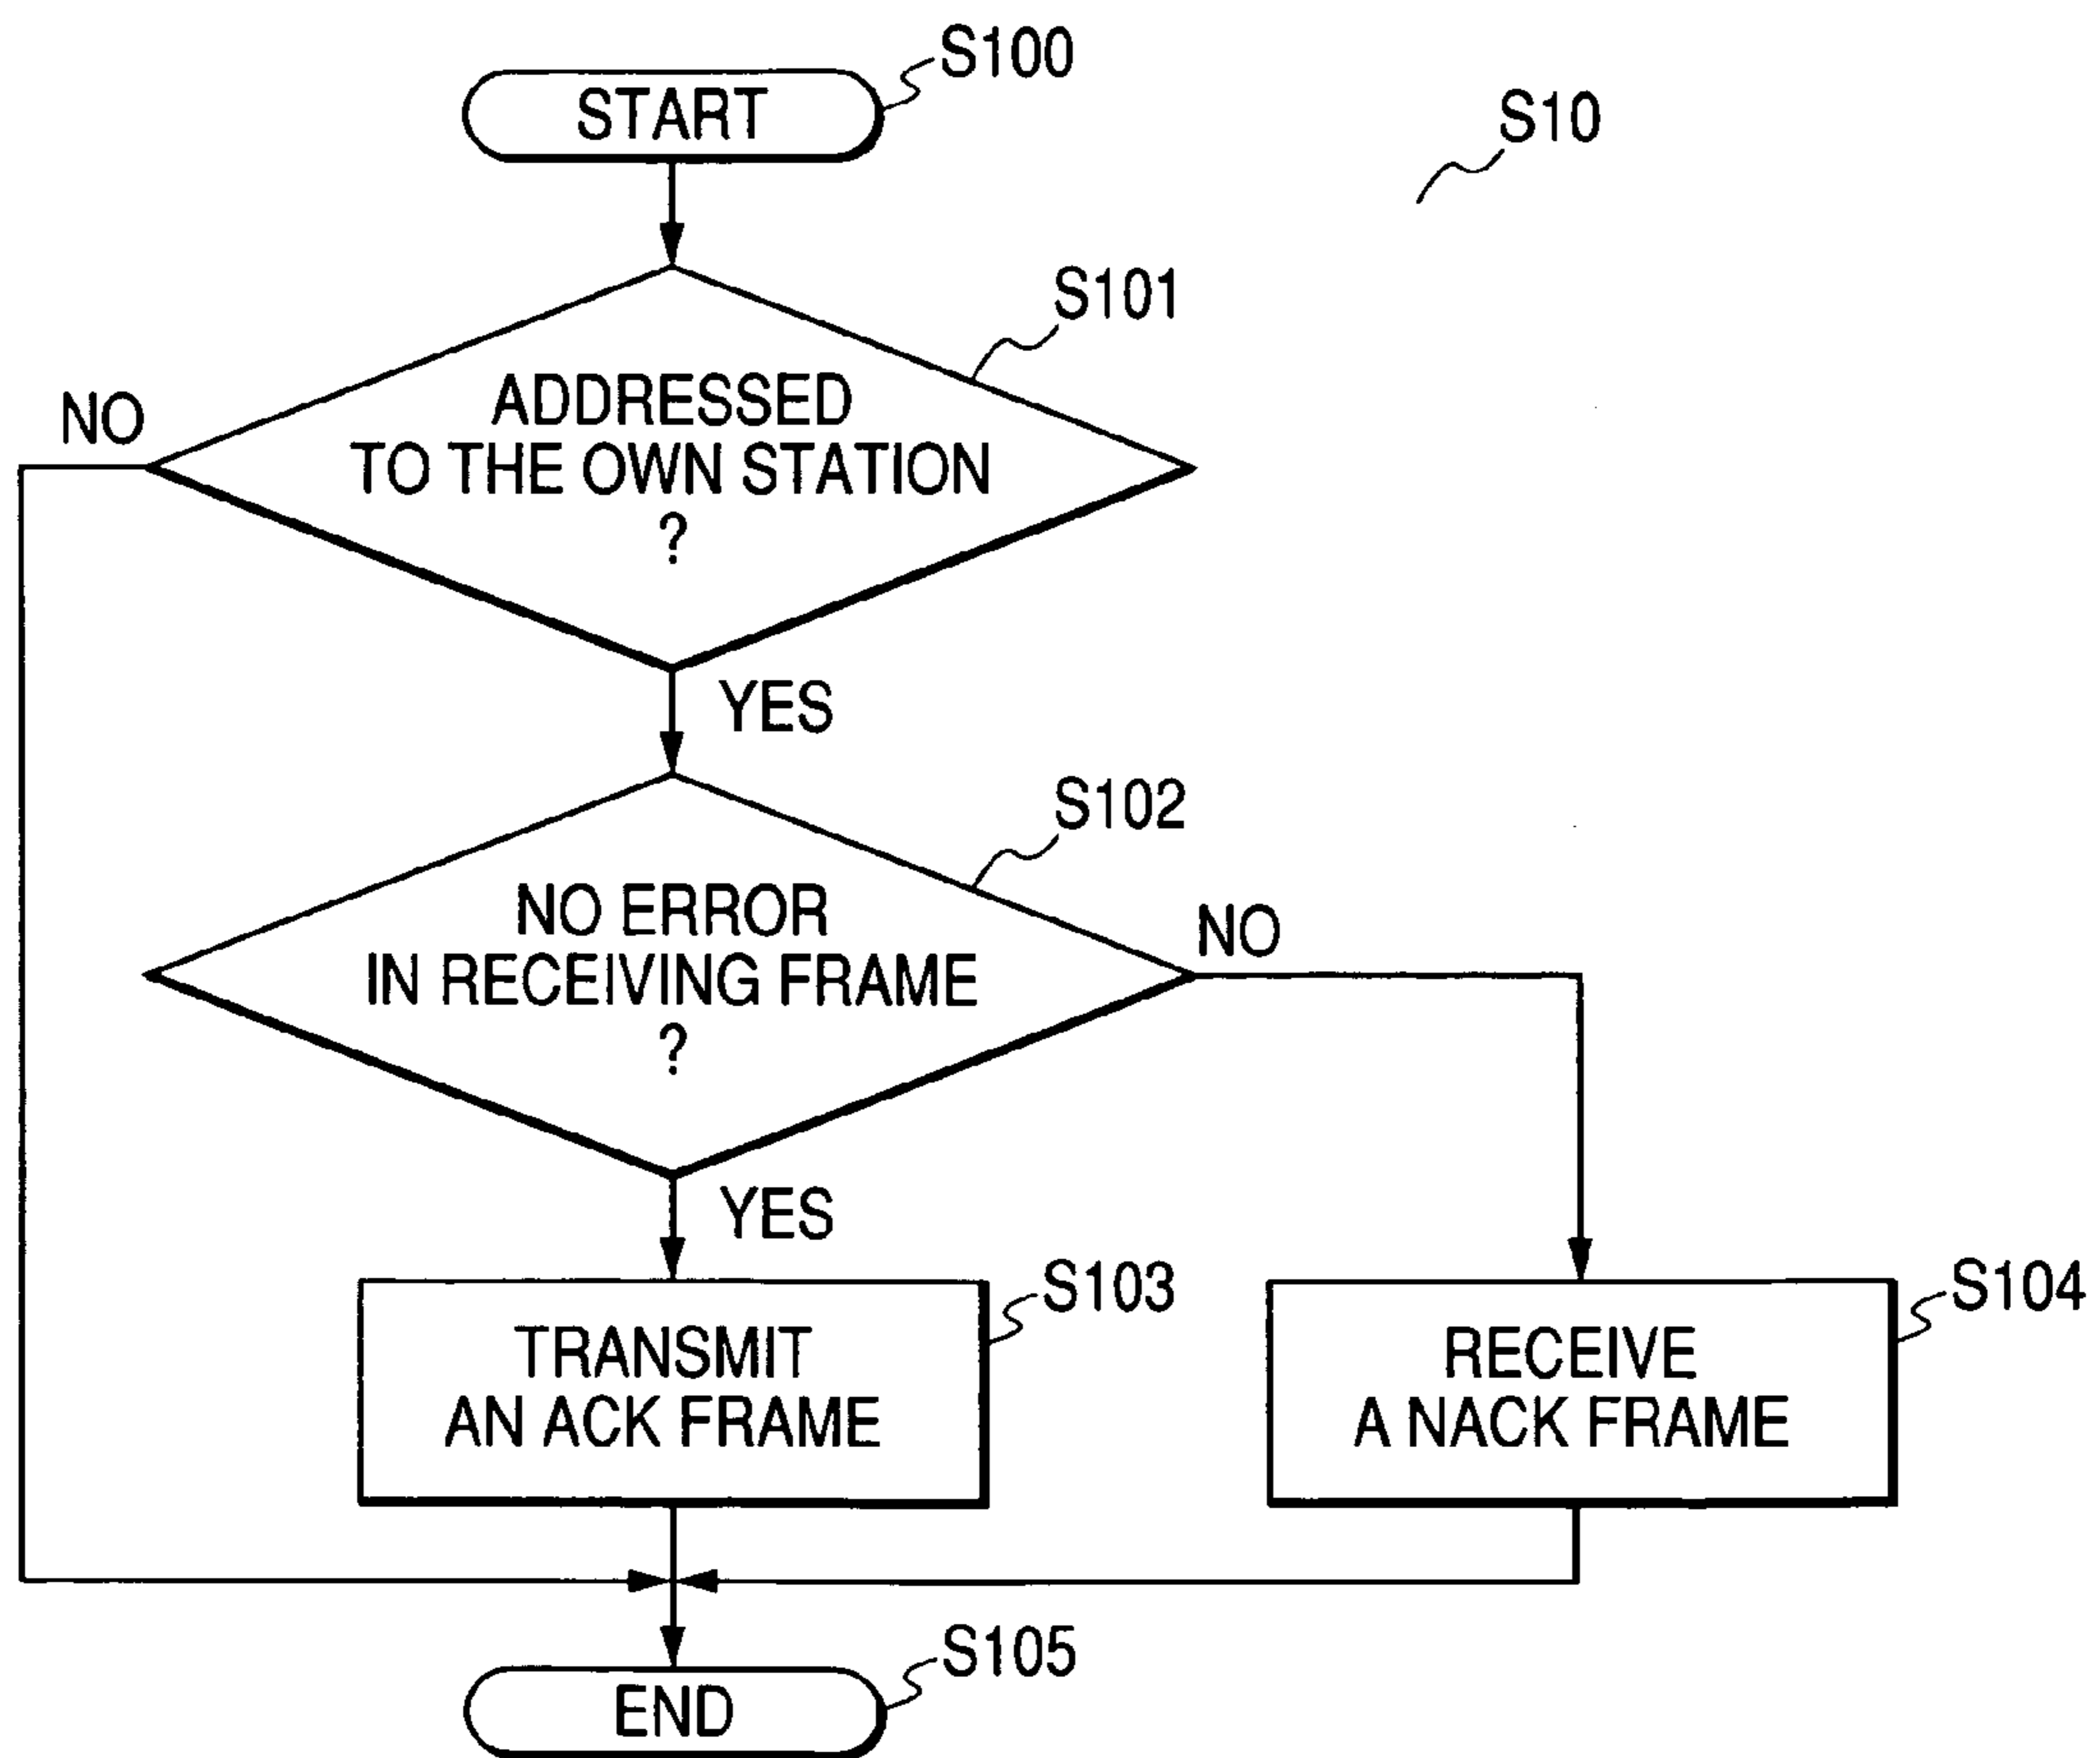 S100
START
S10
S101
ADDRESSED
TO THE OWN STATION
?
NO
YES
S102
NO ERROR
IN RECEIVING FRAME
?
NO
YES
S103
TRANSMIT
AN ACK FRAME
S104
RECEIVE
A NACK FRAME
S105
END